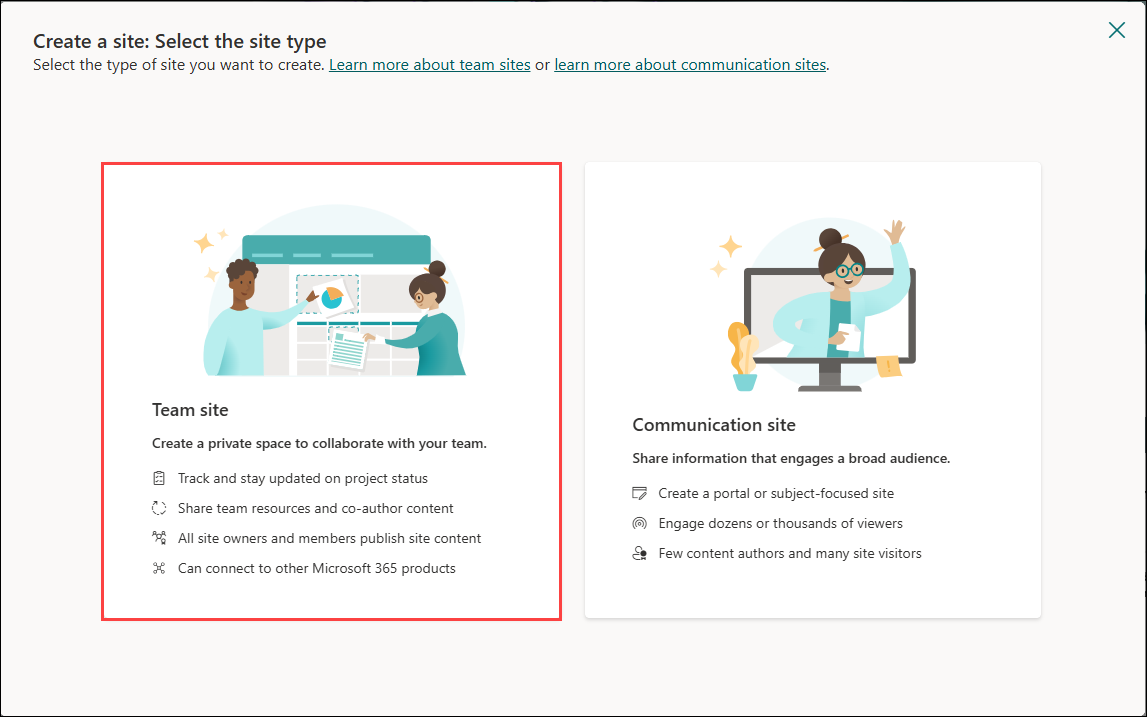 Create a site: Select the site type
Select the type of site you want to create. Learn more about team sites or learn more about communication sites.
Team site
Create a private space to collaborate with your team.
Track and stay updated on project status
Share team resources and co-author content
All site owners and members publish site content
Can connect to other Microsoft 365 products
Communication site
Share information that engages a broad audience.
Create a portal or subject-focused site
Engage dozens or thousands of viewers
Few content authors and many site visitors